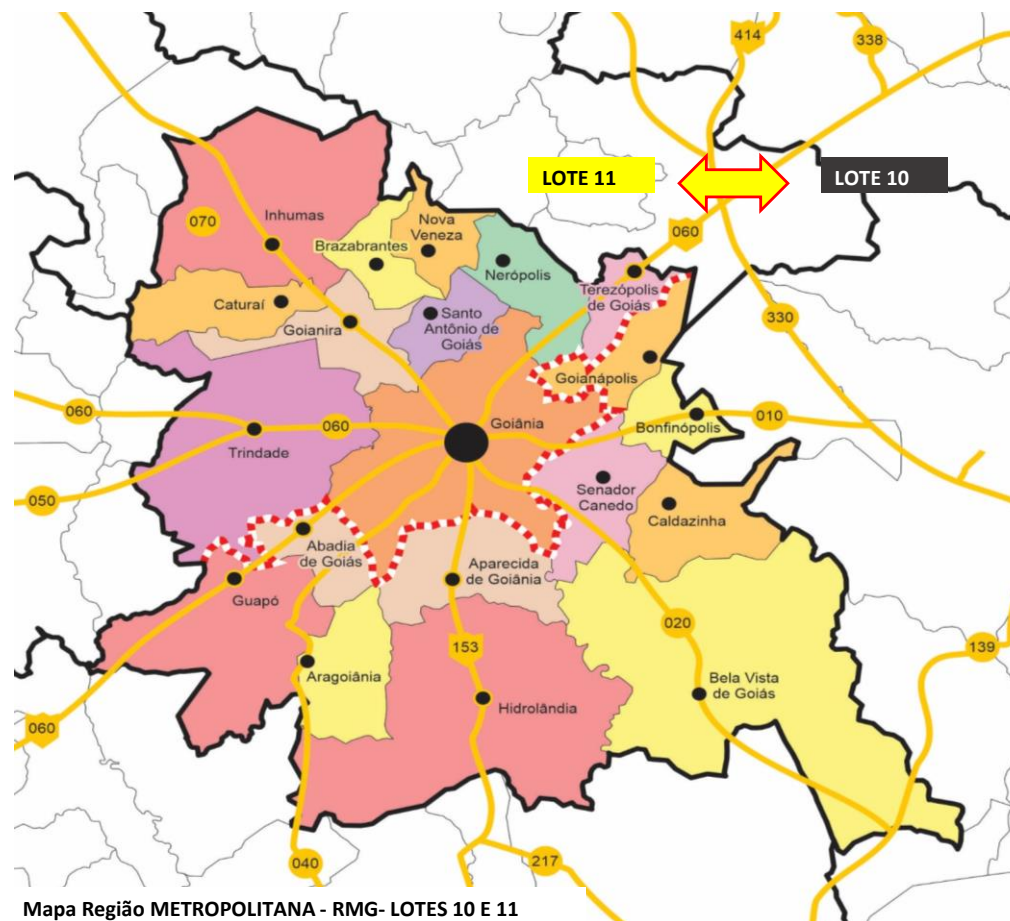 414
338
LOTE 11
LOTE 10
070
Inhumas
Nova
Veneza
060
Brazabrantes
Nerópolis
Terezópolis
de Goiás
Caturaí
Santo
Antônio de
Goiás
Goianira
330
Goianápolis
060
060
Goiânia
010
Bonfinópolis
Trindade
050
Senador
Canedo
Caldazinha
Abadia
de Goiás
Aparecida
de Goiânia
Guapó
020
153
139
Aragoiânia
Bela Vista
de Goiás
Hidrolândia
060
040
217
Mapa Região METROPOLITANA - RMG- LOTES 10 E 11